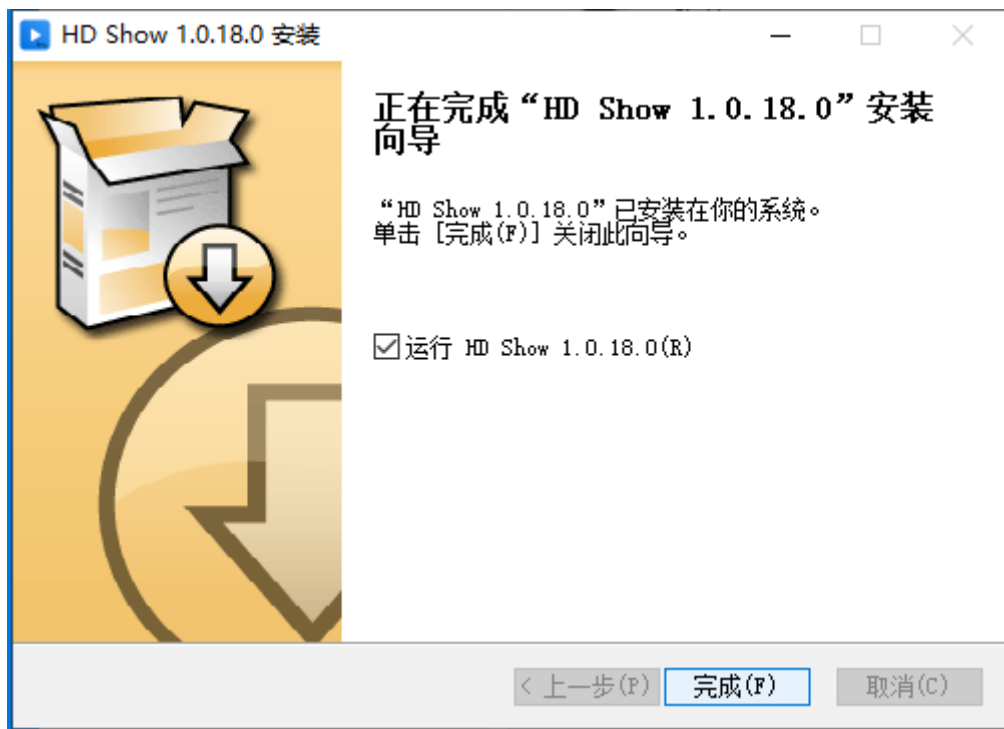 HD Show 1.0.18.0 安装
正在完成“HD Show 1.0.18.0”安装
向导
“HD Show 1.0.18.0”已安装在你的系统。
单击 [完成(F)] 关闭此向导。
运行 HD Show 1.0.18.0(R)
< 上一步(P)
完成(F)
取消(C)